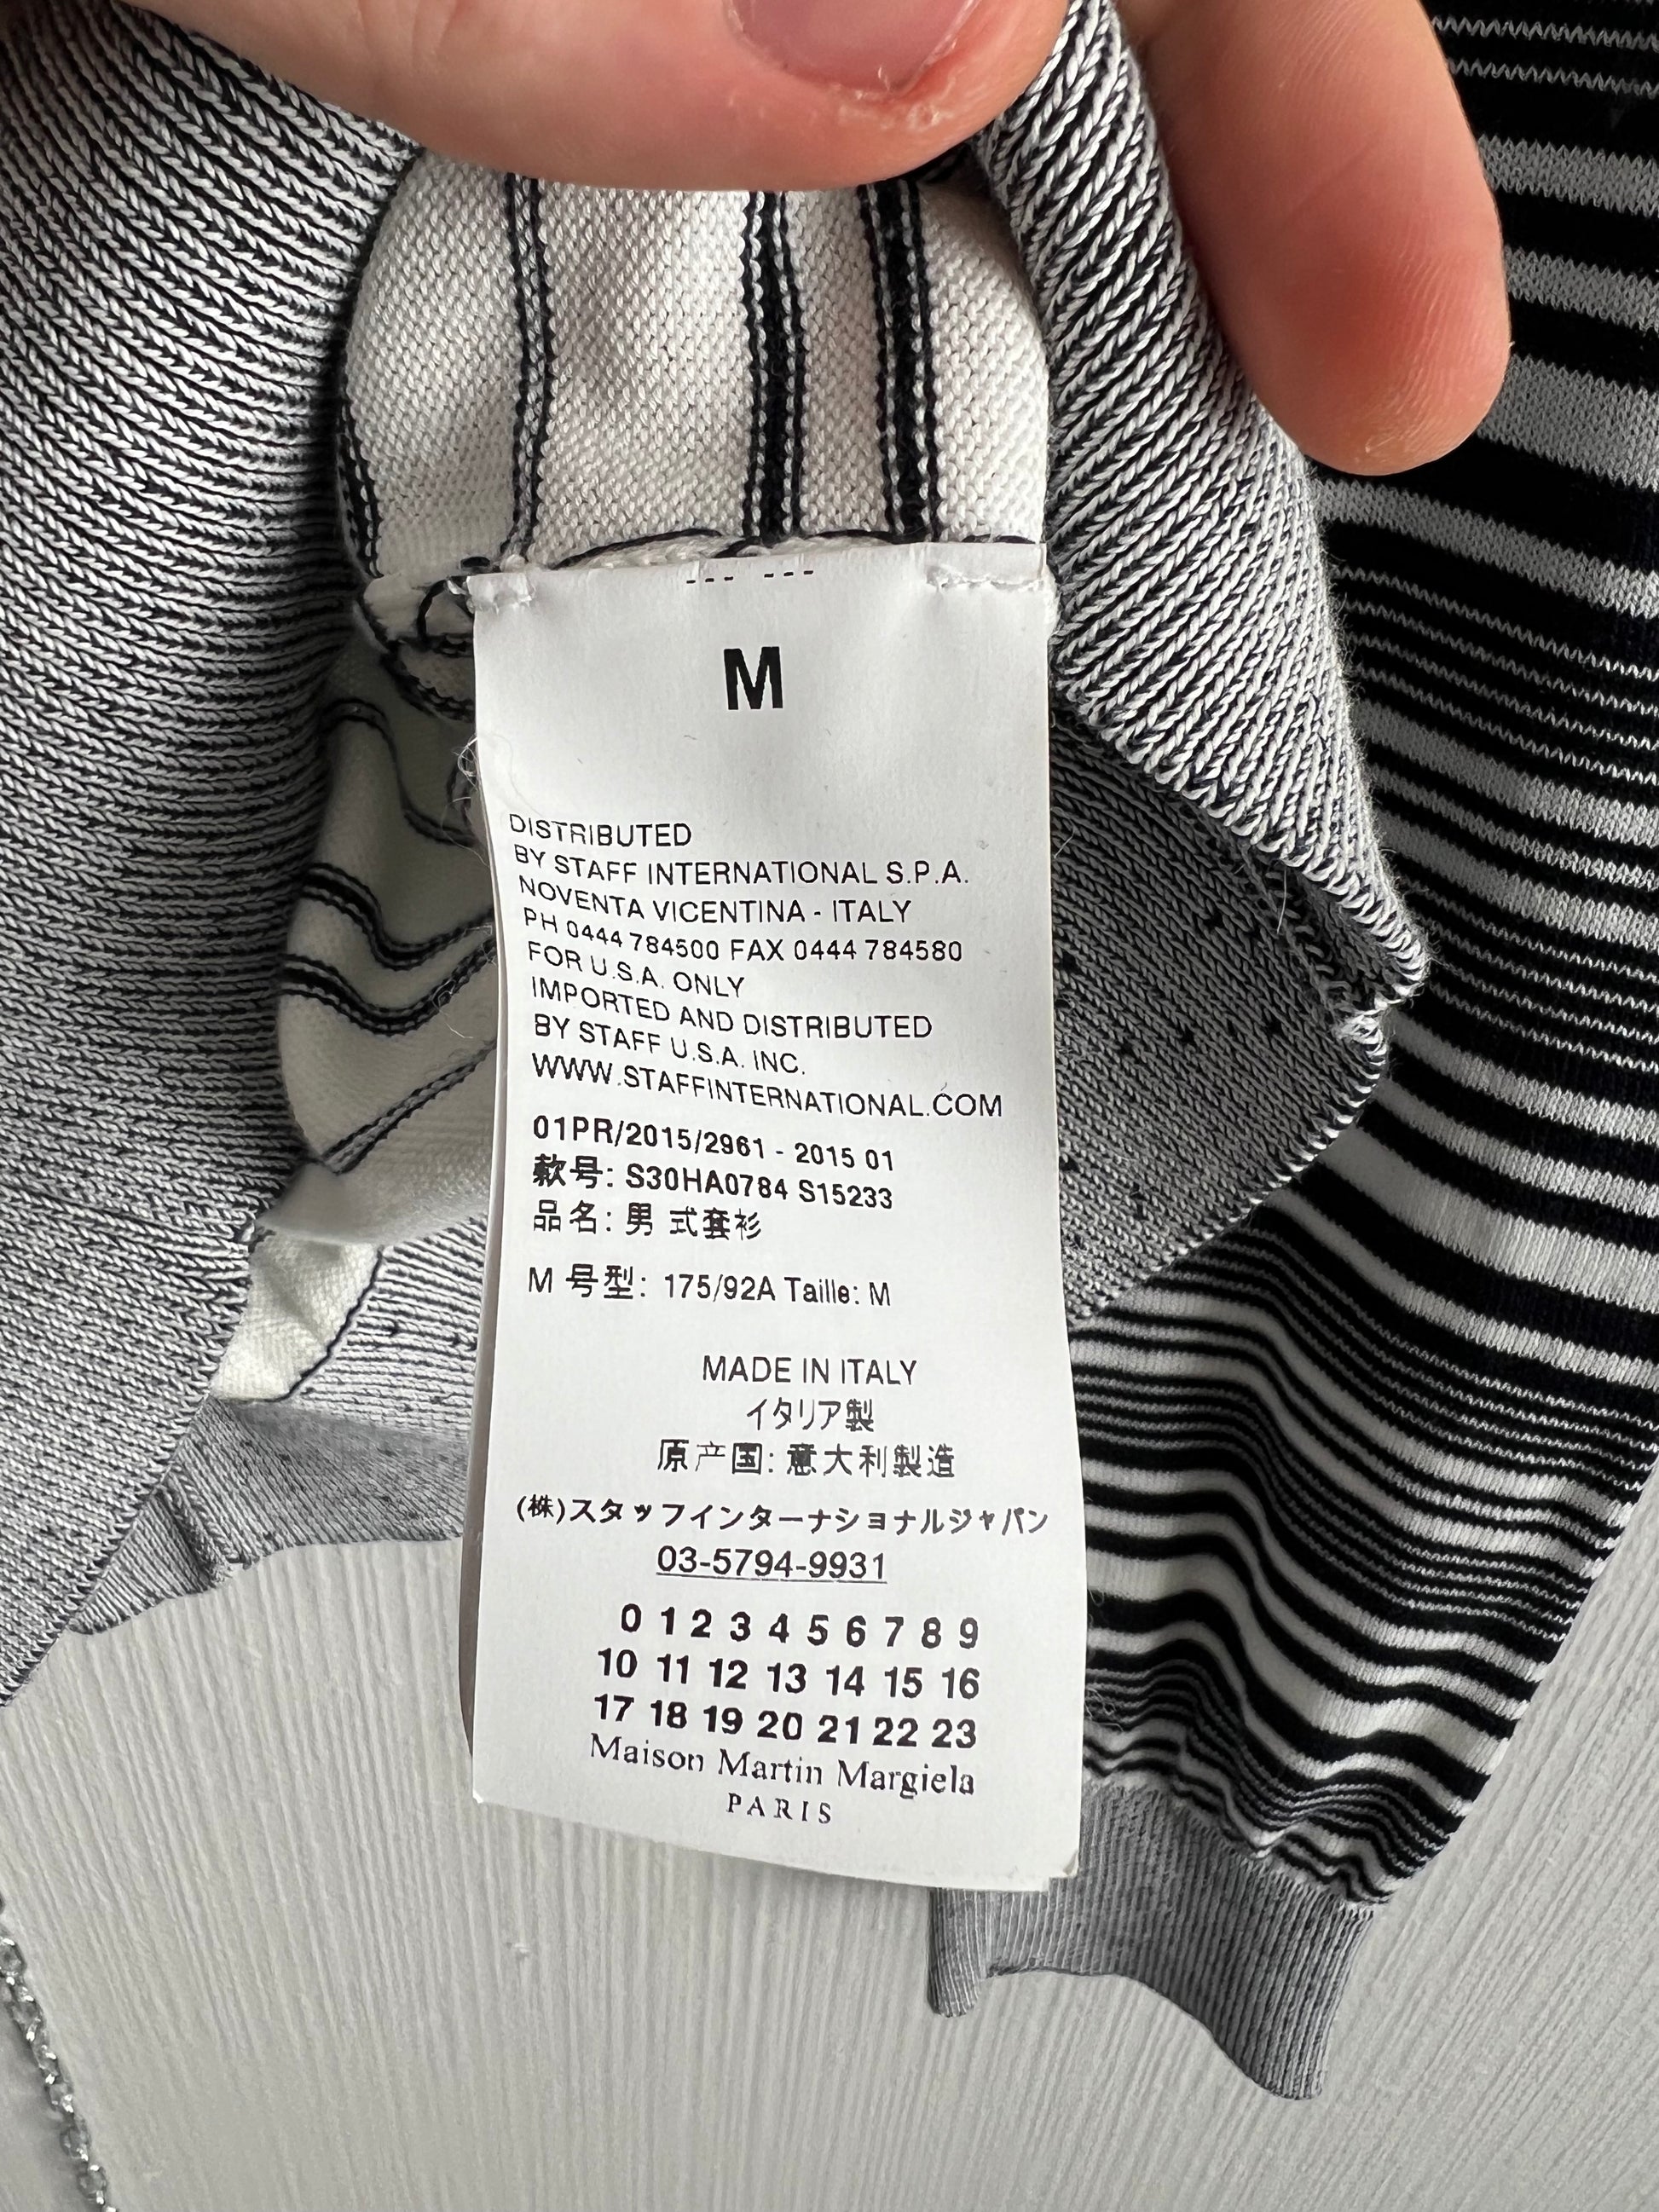 M
DISTRIBUTED
BY STAFF INTERNATIONAL S.P.A.
NOVENTA VICENTINA - ITALY
PH 0444 784500 FAX 0444 784580
FOR U.S.A. ONLY
IMPORTED AND DISTRIBUTED
BY STAFF U.S.A. INC.
WWW.STAFFINTERNATIONAL.COM
01PR/2015/2961 - 2015 01
款号: S30HA0784 S15233
品名: 男 式套衫
M 号型: 175/92A Taille: M
MADE IN ITALY
イタリア製
原产国: 意大利製造
(株)スタッフインターナショナルジャパン
03-5794-9931
0 1 2 3 4 5 6 7 8 9
10 11 12 13 14 15 16
17 18 19 20 21 22 23
Maison Martin Margiela
PARIS